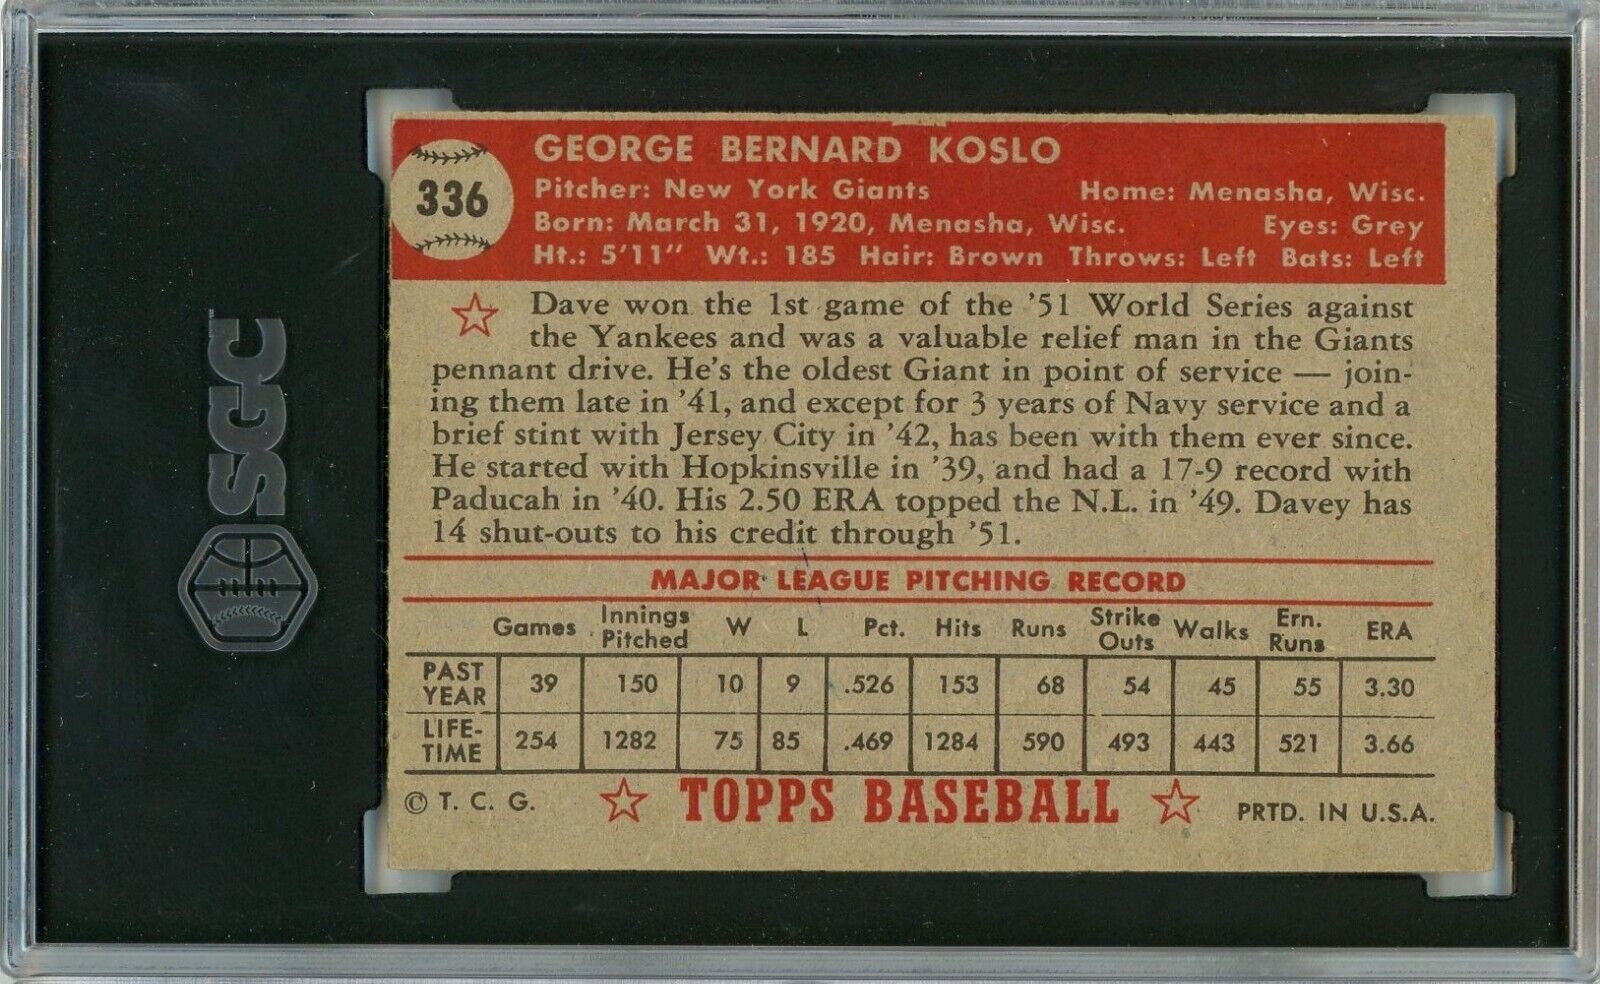 SGC™
336
GEORGE BERNARD KOSLO
Pitcher: New York Giants Home: Menasha, Wisc.
Born: March 31, 1920, Menasha, Wisc. Eyes: Grey
Ht.: 5'11" Wt.: 185 Hair: Brown Throws: Left Bats: Left
Dave won the 1st game of the '51 World Series against
the Yankees and was a valuable relief man in the Giants
pennant drive. He's the oldest Giant in point of service — join-
ing them late in '41, and except for 3 years of Navy service and a
brief stint with Jersey City in '42, has been with them ever since.
He started with Hopkinsville in '39, and had a 17-9 record with
Paducah in '40. His 2.50 ERA topped the N.L. in '49. Davey has
14 shut-outs to his credit through '51.
MAJOR LEAGUE PITCHING RECORD
Games Innings Pitched W L Pct. Hits Runs Strike Outs Walks Ern. Runs ERA
PAST YEAR 39 150 10 9 .526 153 68 54 45 55 3.30
LIFE-TIME 254 1282 75 85 .469 1284 590 493 443 521 3.66
© T. C. G. TOPPS BASEBALL PRTD. IN U.S.A.